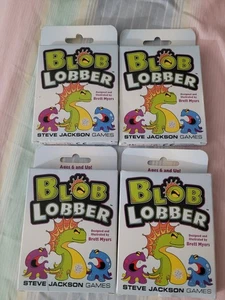 BLOB
LOBBER
Designed and
Illustrated by
Brett Myers
STEVE JACKSON GAMES
BLOB
LOBBER
Designed and
Illustrated by
Brett Myers
STEVE JACKSON GAMES
Ages 6 and Up!
BLOB
LOBBER
Designed and
Illustrated by
Brett Myers
STEVE JACKSON GAMES
Ages 6 and Up!
BLOB
LOBBER
Designed and
Illustrated by
Brett Myers
STEVE JACKSON GAMES